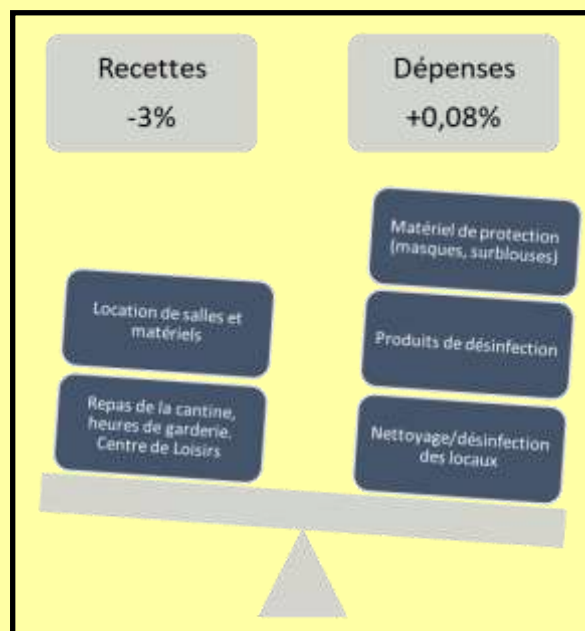 Recettes
-3%
Dépenses
+0,08%
Location de salles et
matériels
Repas de la cantine,
heures de garderie.
Centre de Loisirs
Matériel de protection
(masques, surblouses)
Produits de désinfection
Nettoyage/désinfection
des locaux